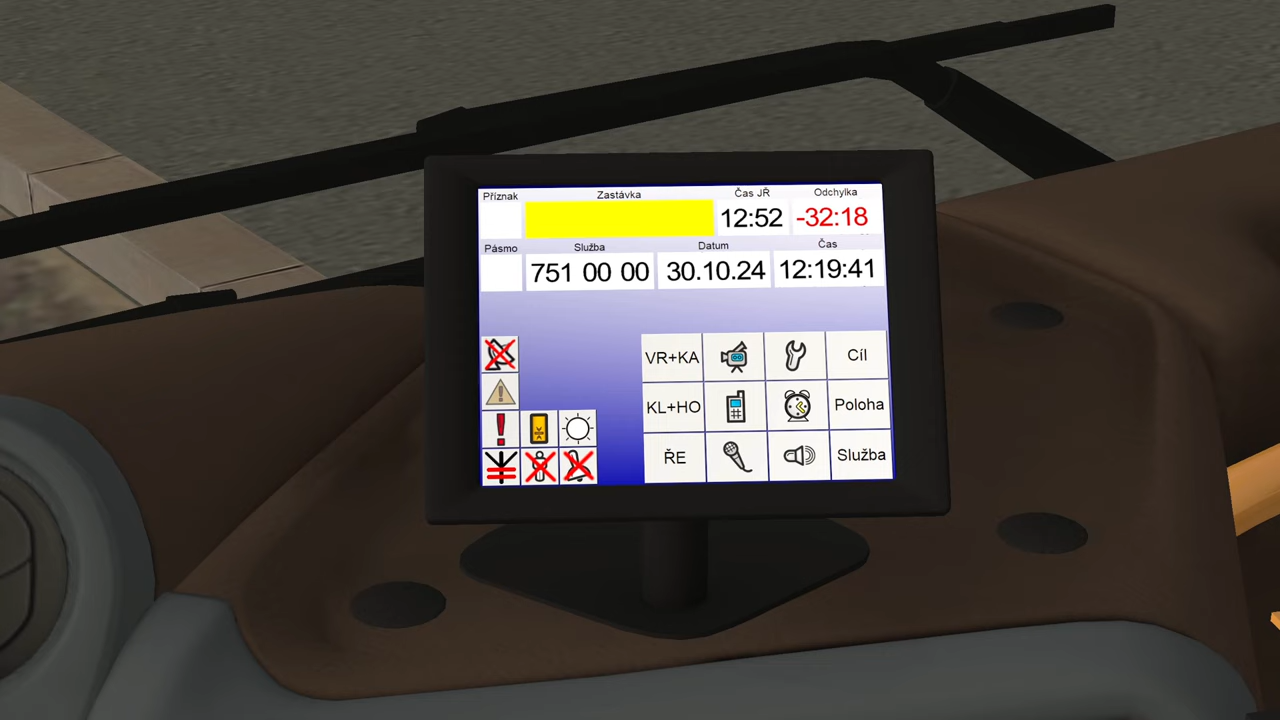 Příznak Zastávka Čas JŘ Odchylka
12:52 -32:18
Pásmo Služba Datum Čas
751 00 00 30.10.24 12:19:41
VR+KA Cíl
KL+HO Poloha
ŘE Služba